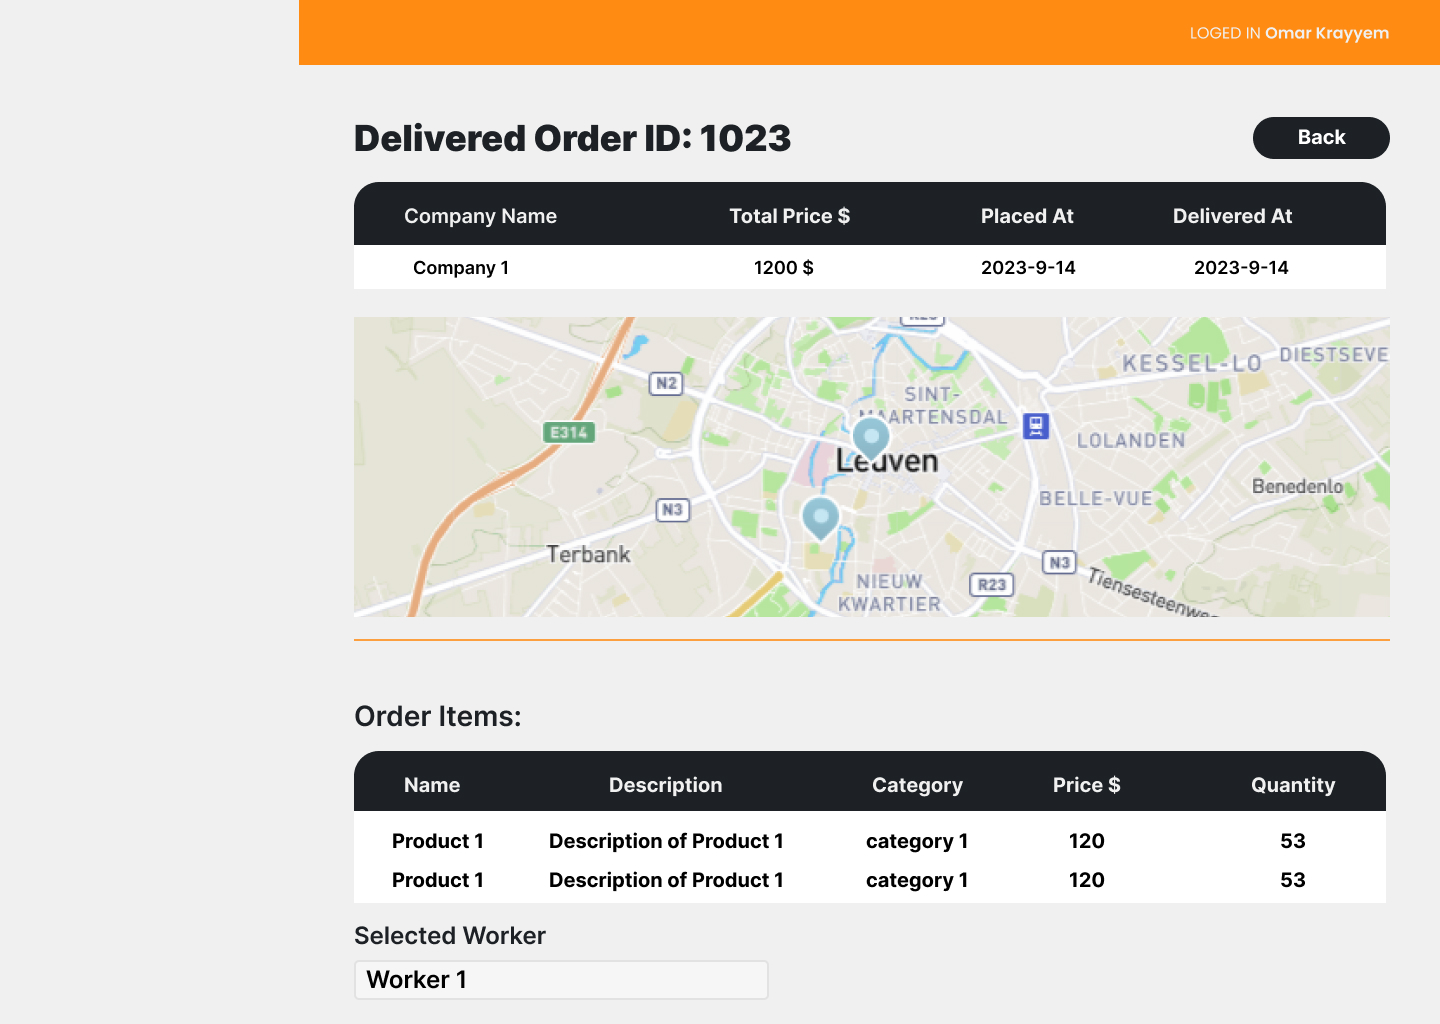 LOGED IN Omar Krayyem
Delivered Order ID: 1023
Back
Company Name Total Price $ Placed At Delivered At
Company 1 1200 $ 2023-9-14 2023-9-14
KESSEL-LO
DIESTSEVE
N2
SINT-
MAARTENSDAL
E314
LOLANDEN
Leuven
Benedenlo
BELLE-VUE
N3
Terbank
N3
NIEUW
KWARTIER
R23
Tiensesteenwe
Order Items:
Name Description Category Price $ Quantity
Product 1 Description of Product 1 category 1 120 53
Product 1 Description of Product 1 category 1 120 53
Selected Worker
Worker 1